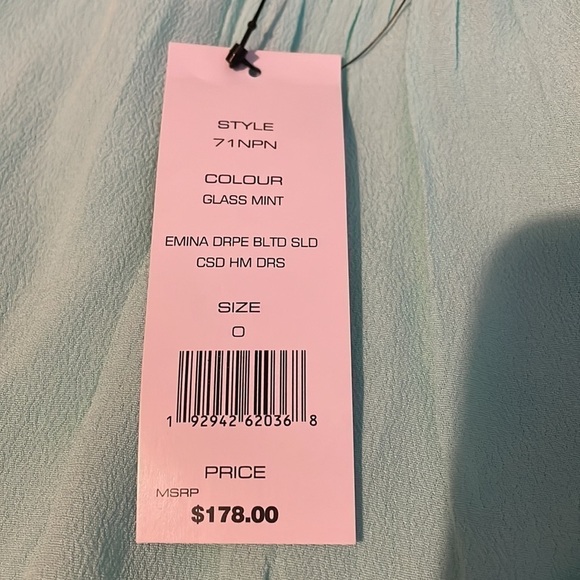 STYLE
71NPN
COLOUR
GLASS MINT
EMINA DRPE BLTD SLD
CSD HM DRS
SIZE
0
1 92942 62036 8
PRICE
MSRP
$178.00